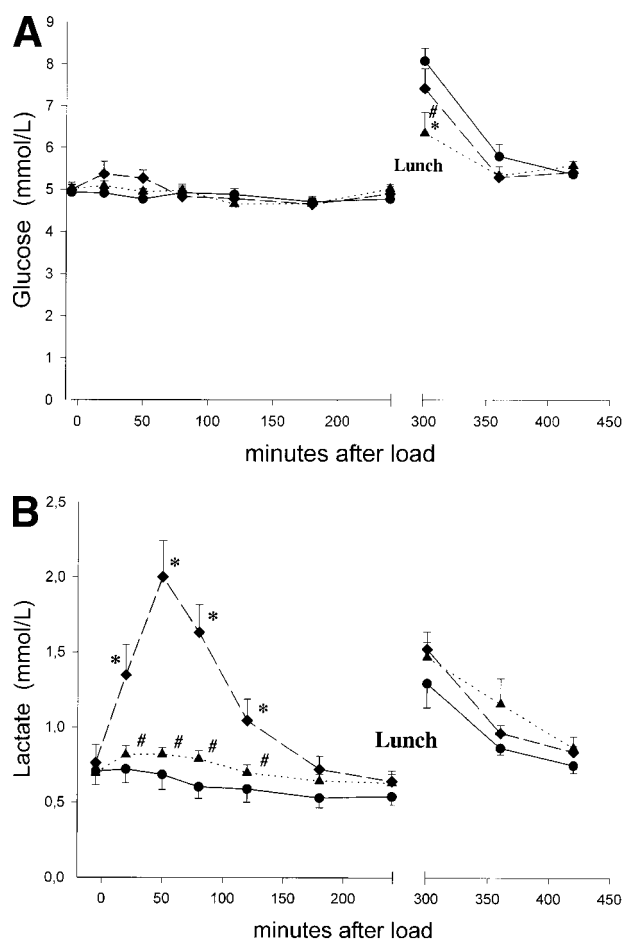 A
9
8
7
6
5
4
3
2
1
0
Glucose (mmol/L)
#
*
Lunch
0 50 100 150 200 300 350 400 450
minutes after load
B
2,5
2,0
1,5
1,0
0,5
0,0
Lactate (mmol/L)
* * * *
# # # #
Lunch
0 50 100 150 200 300 350 400 450
minutes after load